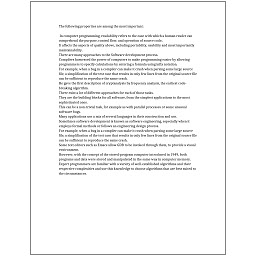 The following properties are among the most important:
In computer programming, readability refers to the ease with which a human reader can
comprehend the purpose, control flow, and operation of source code.
It affects the aspects of quality above, including portability, usability and most importantly
maintainability.
There are many approaches to the Software development process.
Compilers harnessed the power of computers to make programming easier by allowing
programmers to specify calculations by entering a formula using infix notation.
For example, when a bug in a compiler can make it crash when parsing some large source
file, a simplification of the test case that results in only few lines from the original source file
can be sufficient to reproduce the same crash.
He gave the first description of cryptanalysis by frequency analysis, the earliest code-
breaking algorithm.
There exist a lot of different approaches for each of those tasks.
They are the building blocks for all software, from the simplest applications to the most
sophisticated ones.
This can be a non-trivial task, for example as with parallel processes or some unusual
software bugs.
Many applications use a mix of several languages in their construction and use.
Sometimes software development is known as software engineering, especially when it
employs formal methods or follows an engineering design process.
For example, when a bug in a compiler can make it crash when parsing some large source
file, a simplification of the test case that results in only few lines from the original source file
can be sufficient to reproduce the same crash.
Some text editors such as Emacs allow GDB to be invoked through them, to provide a visual
environment.
However, with the concept of the stored-program computer introduced in 1949, both
programs and data were stored and manipulated in the same way in computer memory.
Expert programmers are familiar with a variety of well-established algorithms and their
respective complexities and use this knowledge to choose algorithms that are best suited to
the circumstances.